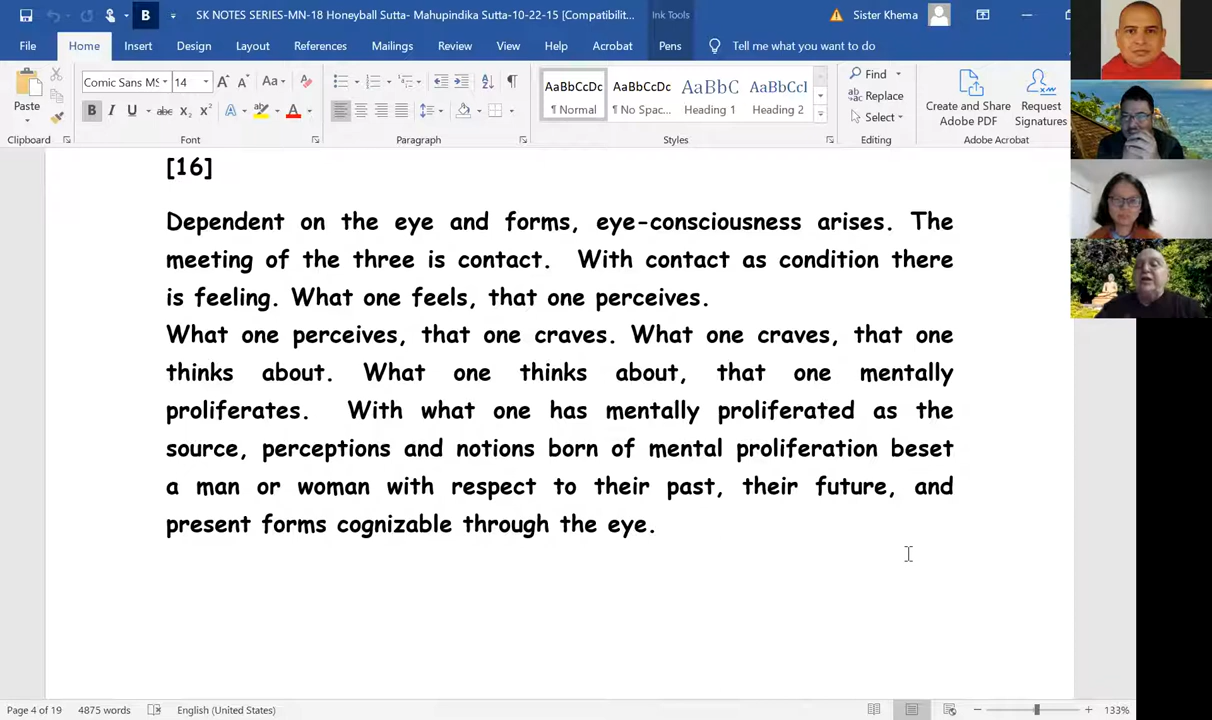 SK NOTES SERIES-MN-18 Honeyball Sutta- Mahupindika Sutta-10-22-15 [Compatibilit...
Ink Tools
Sister Khema
File Home Insert Design Layout References Mailings Review View Help Acrobat Pens Tell me what you want to do
Paste
Comic Sans MS 14
AaBbCcDc AaBbCcDc AaBbC AaBbCcl
¶ Normal ¶ No Spac... Heading 1 Heading 2
Find
Replace
Select
Create and Share
Adobe PDF
Request
Signatures
Clipboard Font Paragraph Styles Editing Adobe Acrobat
[16]
Dependent on the eye and forms, eye-consciousness arises. The
meeting of the three is contact. With contact as condition there
is feeling. What one feels, that one perceives.
What one perceives, that one craves. What one craves, that one
thinks about. What one thinks about, that one mentally
proliferates. With what one has mentally proliferated as the
source, perceptions and notions born of mental proliferation beset
a man or woman with respect to their past, their future, and
present forms cognizable through the eye.
Page 4 of 19 4875 words English (United States) 133%